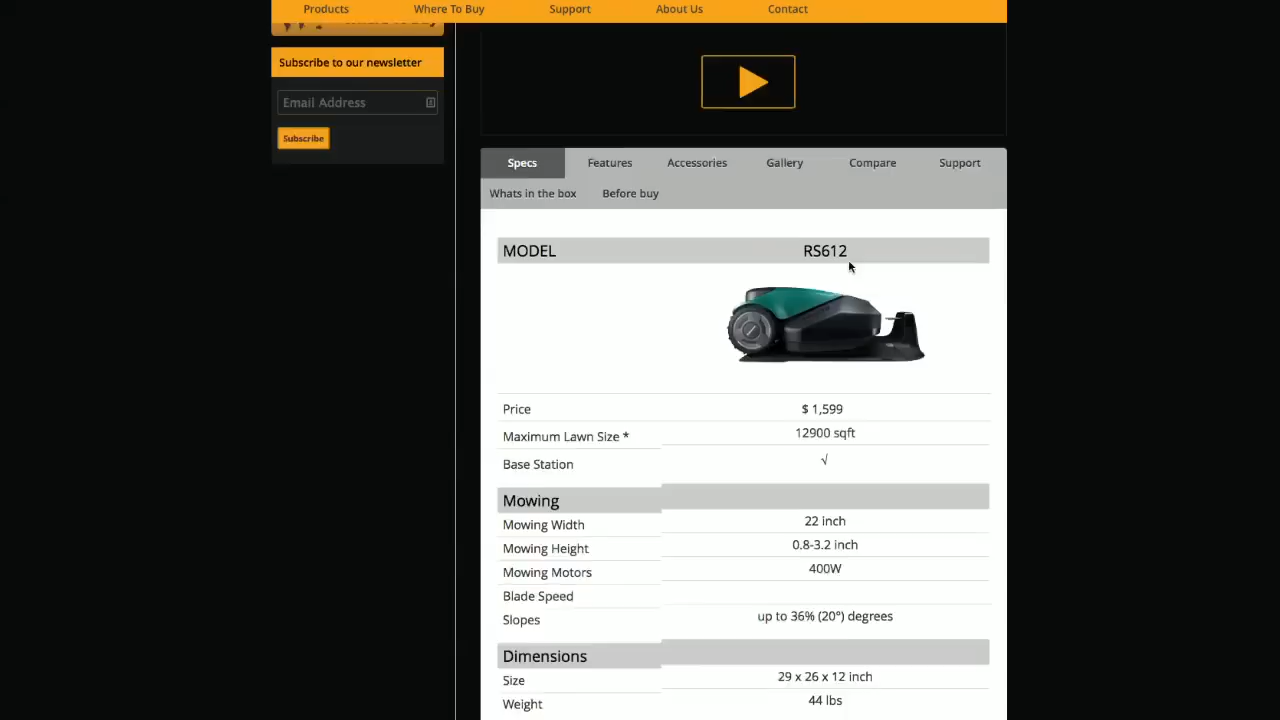 Products Where To Buy Support About Us Contact
Subscribe to our newsletter
Email Address
Subscribe
Specs Features Accessories Gallery Compare Support
Whats in the box Before buy
MODEL RS612
Price $ 1,599
Maximum Lawn Size * 12900 sqft
Base Station √
Mowing
Mowing Width 22 inch
Mowing Height 0.8-3.2 inch
Mowing Motors 400W
Blade Speed
Slopes up to 36% (20°) degrees
Dimensions
Size 29 x 26 x 12 inch
Weight 44 lbs